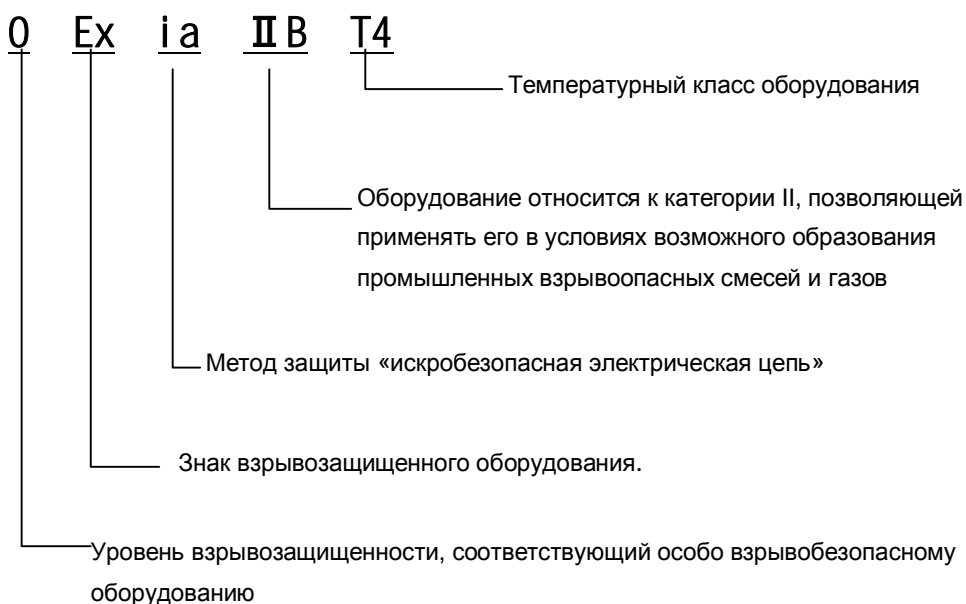 0 Ex ia ⅡB T4
Температурный класс оборудования
Оборудование относится к категории II, позволяющей
применять его в условиях возможного образования
промышленных взрывоопасных смесей и газов
Метод защиты «искробезопасная электрическая цепь»
Знак взрывозащищенного оборудования.
Уровень взрывозащищенности, соответствующий особо взрывобезопасному
оборудованию